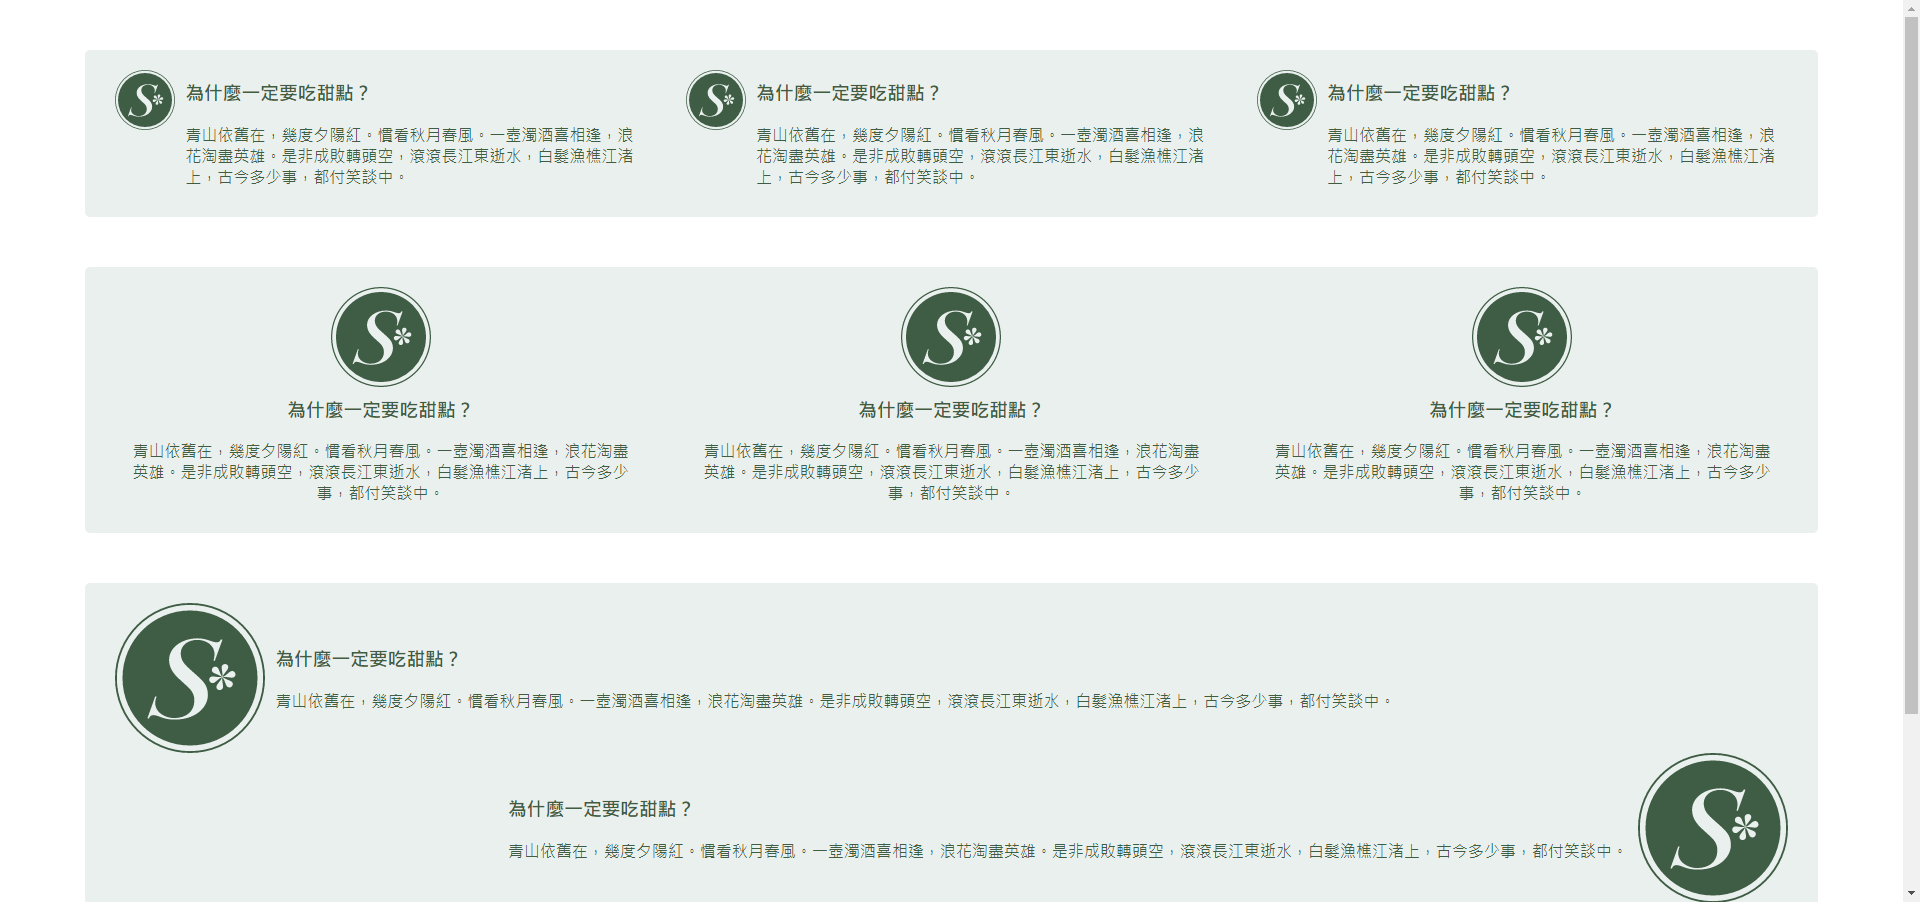 S*
為什麼一定要吃甜點？
青山依舊在，幾度夕陽紅。慣看秋月春風。一壺濁酒喜相逢，浪
花淘盡英雄。是非成敗轉頭空，滾滾長江東逝水，白髮漁樵江渚
上，古今多少事，都付笑談中。
S*
為什麼一定要吃甜點？
青山依舊在，幾度夕陽紅。慣看秋月春風。一壺濁酒喜相逢，浪
花淘盡英雄。是非成敗轉頭空，滾滾長江東逝水，白髮漁樵江渚
上，古今多少事，都付笑談中。
S*
為什麼一定要吃甜點？
青山依舊在，幾度夕陽紅。慣看秋月春風。一壺濁酒喜相逢，浪
花淘盡英雄。是非成敗轉頭空，滾滾長江東逝水，白髮漁樵江渚
上，古今多少事，都付笑談中。
S*
為什麼一定要吃甜點？
青山依舊在，幾度夕陽紅。慣看秋月春風。一壺濁酒喜相逢，浪花淘盡
英雄。是非成敗轉頭空，滾滾長江東逝水，白髮漁樵江渚上，古今多少
事，都付笑談中。
S*
為什麼一定要吃甜點？
青山依舊在，幾度夕陽紅。慣看秋月春風。一壺濁酒喜相逢，浪花淘盡
英雄。是非成敗轉頭空，滾滾長江東逝水，白髮漁樵江渚上，古今多少
事，都付笑談中。
S*
為什麼一定要吃甜點？
青山依舊在，幾度夕陽紅。慣看秋月春風。一壺濁酒喜相逢，浪花淘盡
英雄。是非成敗轉頭空，滾滾長江東逝水，白髮漁樵江渚上，古今多少
事，都付笑談中。
S*
為什麼一定要吃甜點？
青山依舊在，幾度夕陽紅。慣看秋月春風。一壺濁酒喜相逢，浪花淘盡英雄。是非成敗轉頭空，滾滾長江東逝水，白髮漁樵江渚上，古今多少事，都付笑談中。
為什麼一定要吃甜點？
青山依舊在，幾度夕陽紅。慣看秋月春風。一壺濁酒喜相逢，浪花淘盡英雄。是非成敗轉頭空，滾滾長江東逝水，白髮漁樵江渚上，古今多少事，都付笑談中。
S*